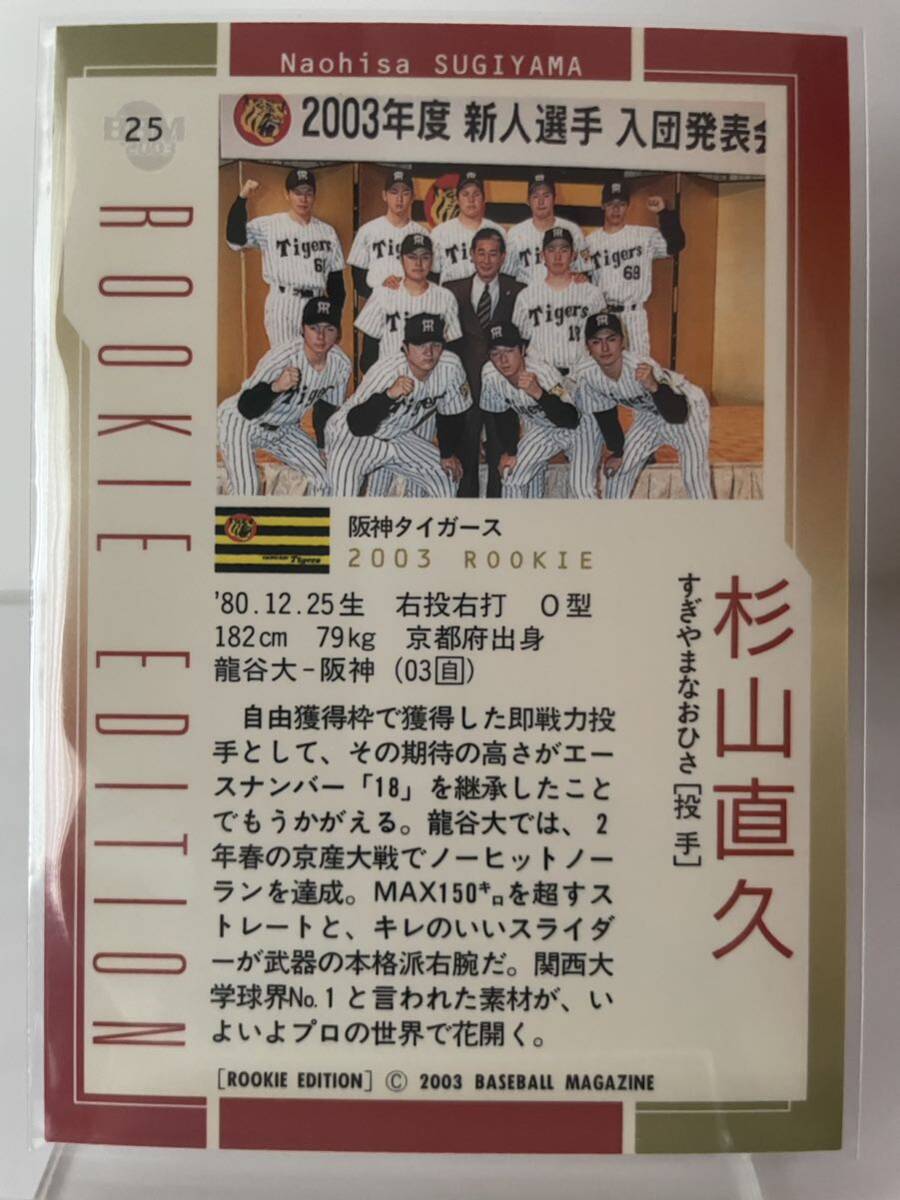 Naohisa SUGIYAMA
25
ROOKIE EDITION
2003年度 新人選手 入団発表会
Tigers
Tigers
68
Tigers
Tigers
阪神タイガース
2003 ROOKIE
杉山直久
すぎやまなおひさ[投手]
'80.12.25生 右投右打 O型
182cm 79kg 京都府出身
龍谷大-阪神 (03自)
自由獲得枠で獲得した即戦力投
手として、その期待の高さがエー
スナンバー「18」を継承したこと
でもうかがえる。龍谷大では、2
年春の京産大戦でノーヒットノー
ランを達成。MAX150㌔を超すス
トレートと、キレのいいスライダ
ーが武器の本格派右腕だ。関西大
学球界No.1と言われた素材が、い
よいよプロの世界で花開く。
[ROOKIE EDITION] © 2003 BASEBALL MAGAZINE